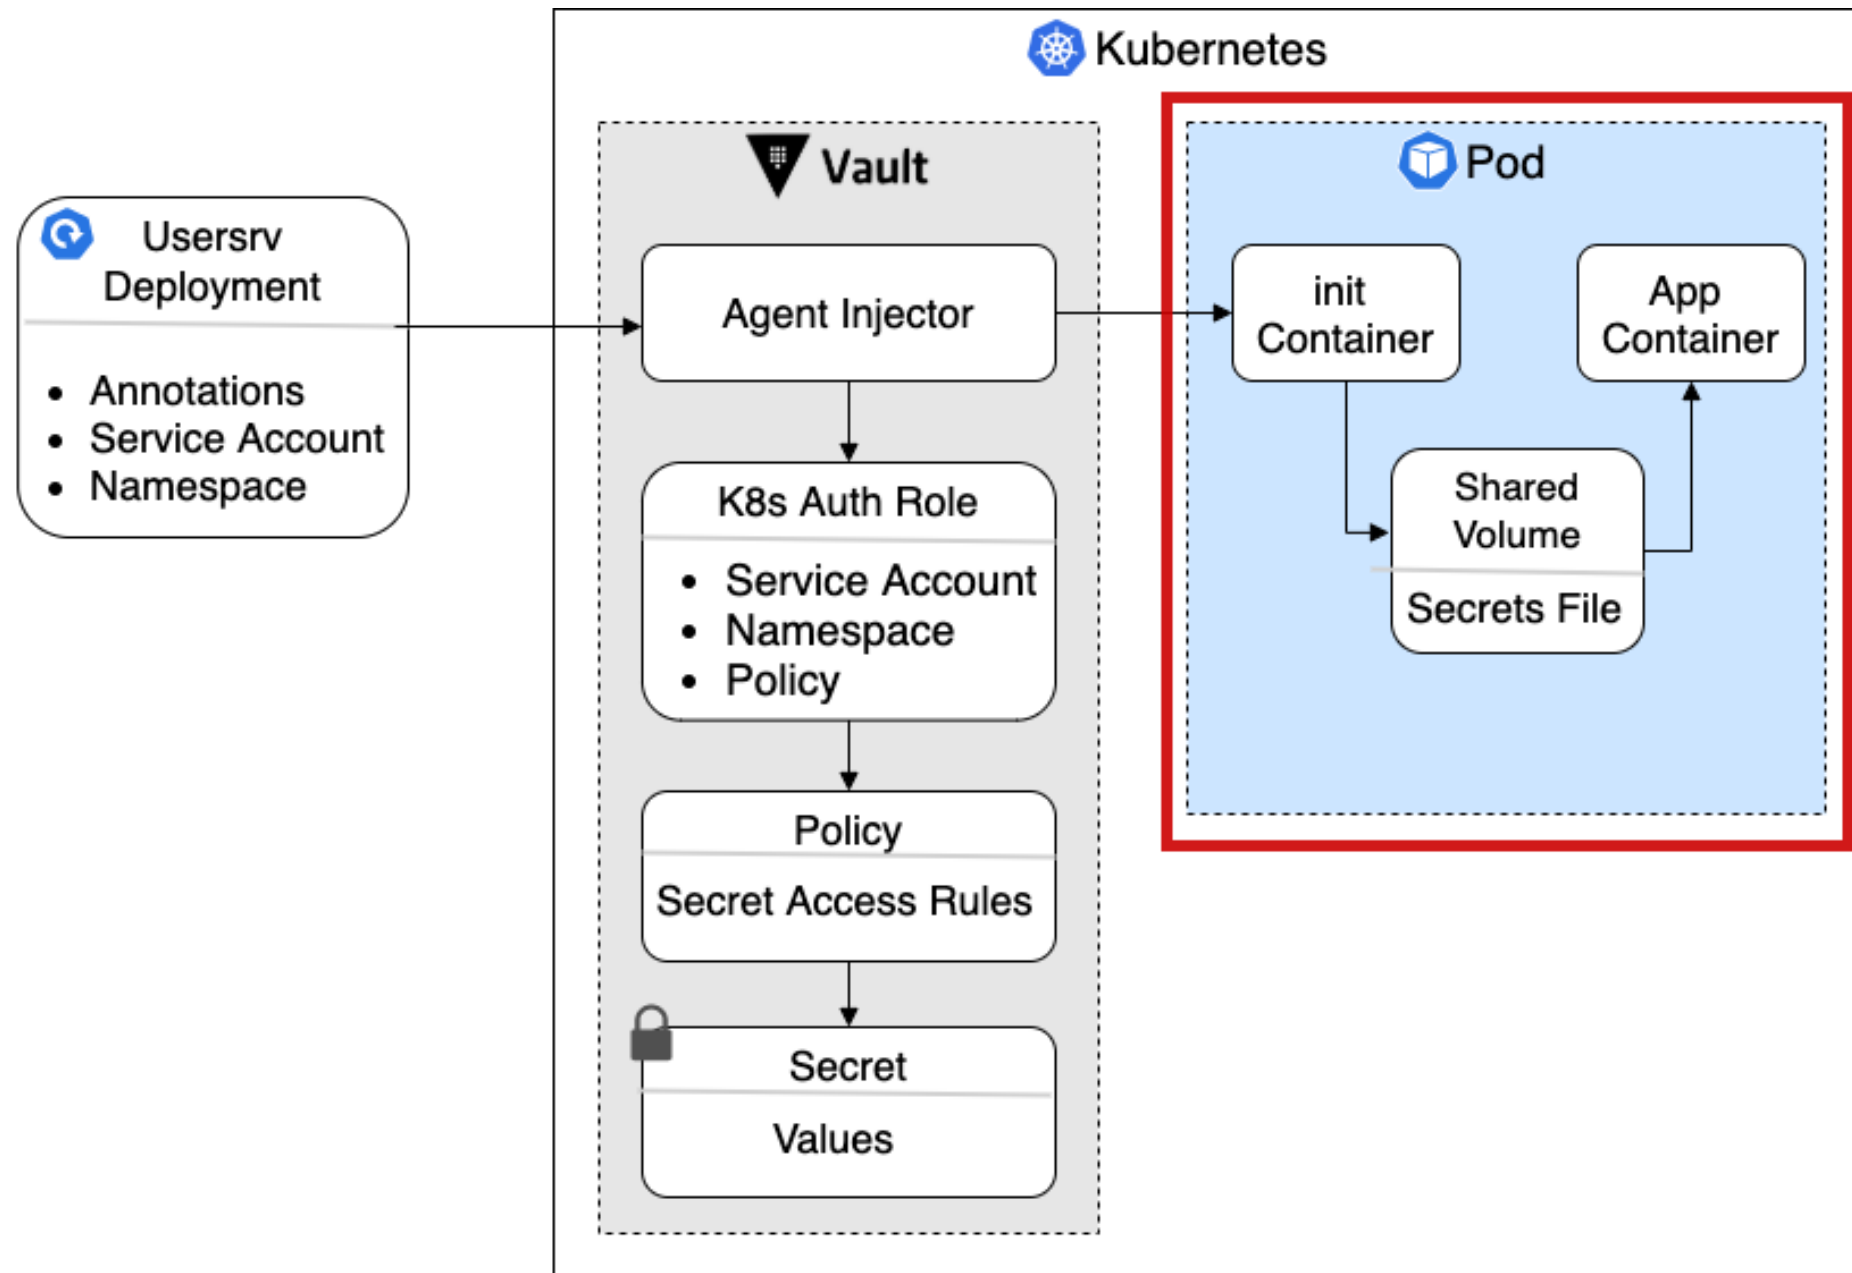 Kubernetes
Usersrv
Deployment
• Annotations
• Service Account
• Namespace
Vault
Agent Injector
K8s Auth Role
• Service Account
• Namespace
• Policy
Policy
Secret Access Rules
Secret
Values
Pod
init
Container
App
Container
Shared
Volume
Secrets File